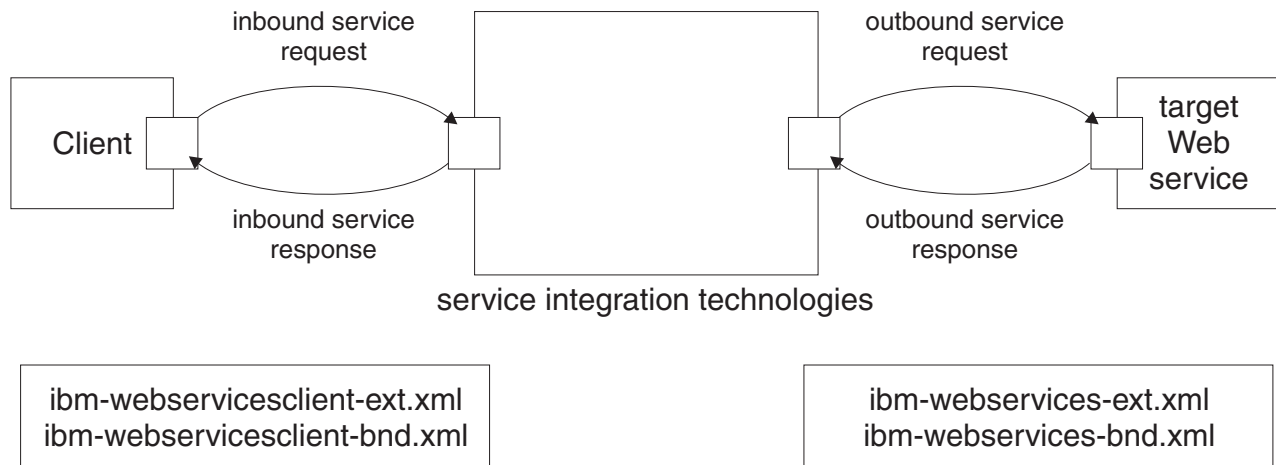 inbound service
request
outbound service
request
Client
target
Web
service
inbound service
response
outbound service
response
service integration technologies
ibm-webservicesclient-ext.xml
ibm-webservicesclient-bnd.xml
ibm-webservices-ext.xml
ibm-webservices-bnd.xml